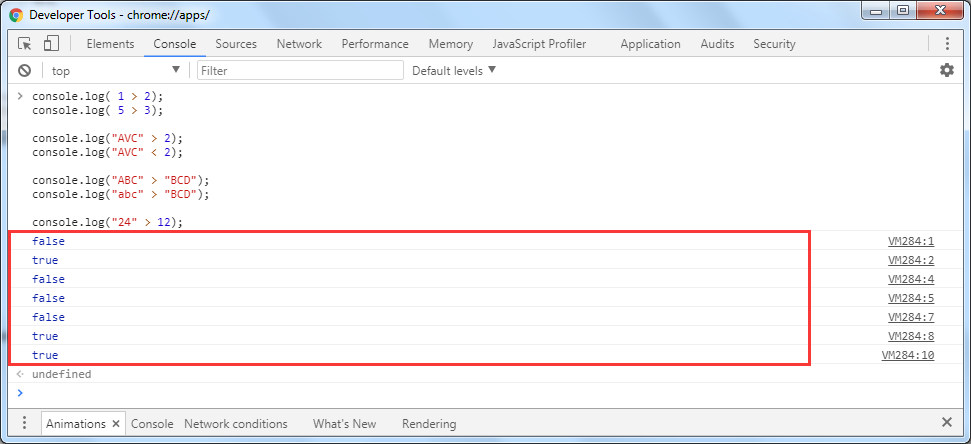 Developer Tools - chrome://apps/
Elements Console Sources Network Performance Memory JavaScript Profiler Application Audits Security
top Filter Default levels
console.log( 1 > 2);
console.log( 5 > 3);
console.log("AVC" > 2);
console.log("AVC" < 2);
console.log("ABC" > "BCD");
console.log("abc" > "BCD");
console.log("24" > 12);
false VM284:1
true VM284:2
false VM284:4
false VM284:5
false VM284:7
true VM284:8
true VM284:10
undefined
Animations Console Network conditions What's New Rendering